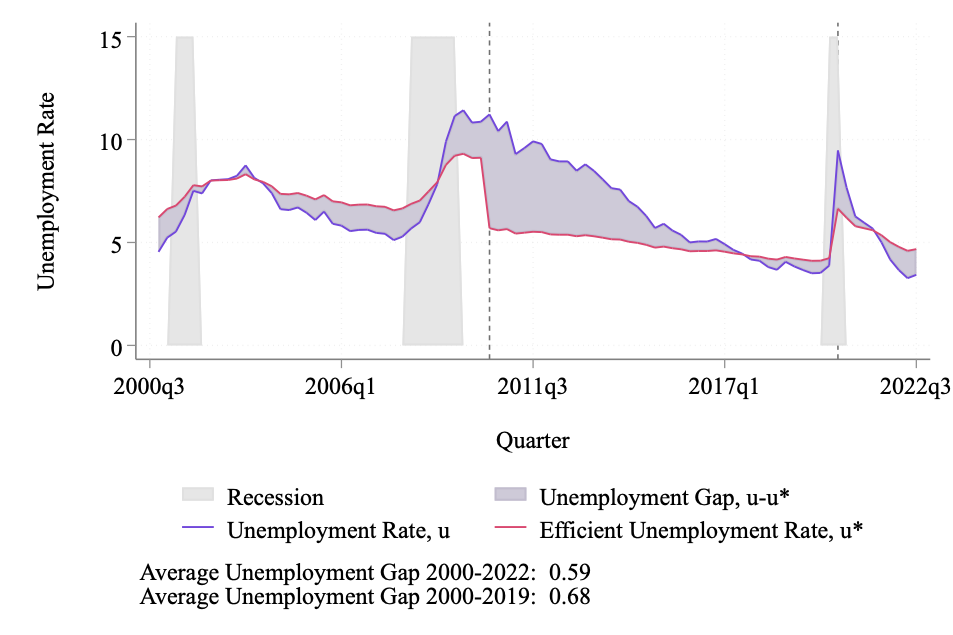 Unemployment Rate
15
10
5
0
2000q3 2006q1 2011q3 2017q1 2022q3
Quarter
Recession
Unemployment Gap, u-u*
Unemployment Rate, u
Efficient Unemployment Rate, u*
Average Unemployment Gap 2000-2022: 0.59
Average Unemployment Gap 2000-2019: 0.68